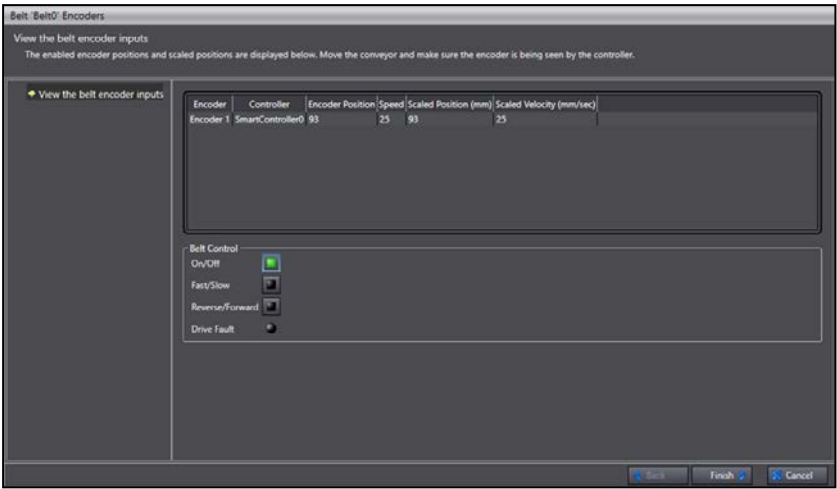 Belt 'Belt0' Encoders
View the belt encoder inputs
The enabled encoder positions and scaled positions are displayed below. Move the conveyor and make sure the encoder is being seen by the controller.
View the belt encoder inputs
Encoder Controller Encoder Position Speed Scaled Position (mm) Scaled Velocity (mm/sec)
Encoder 1 SmartController0 93 25 93 25
Belt Control
On/Off
Fast/Slow
Reverse/Forward
Drive Fault
Back Finish Cancel